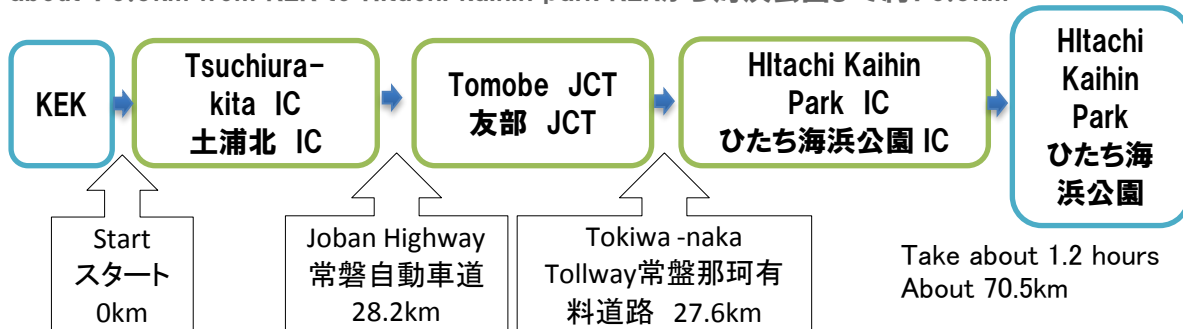 KEK
Tsuchiura-
kita IC
土浦北 IC
Tomobe JCT
友部 JCT
HItachi Kaihin
Park IC
ひたち海浜公園 IC
HItachi
Kaihin
Park
ひたち海
浜公園
Start
スタート
0km
Joban Highway
常磐自動車道
28.2km
Tokiwa -naka
Tollway常盤那珂有
料道路 27.6km
Take about 1.2 hours
About 70.5km